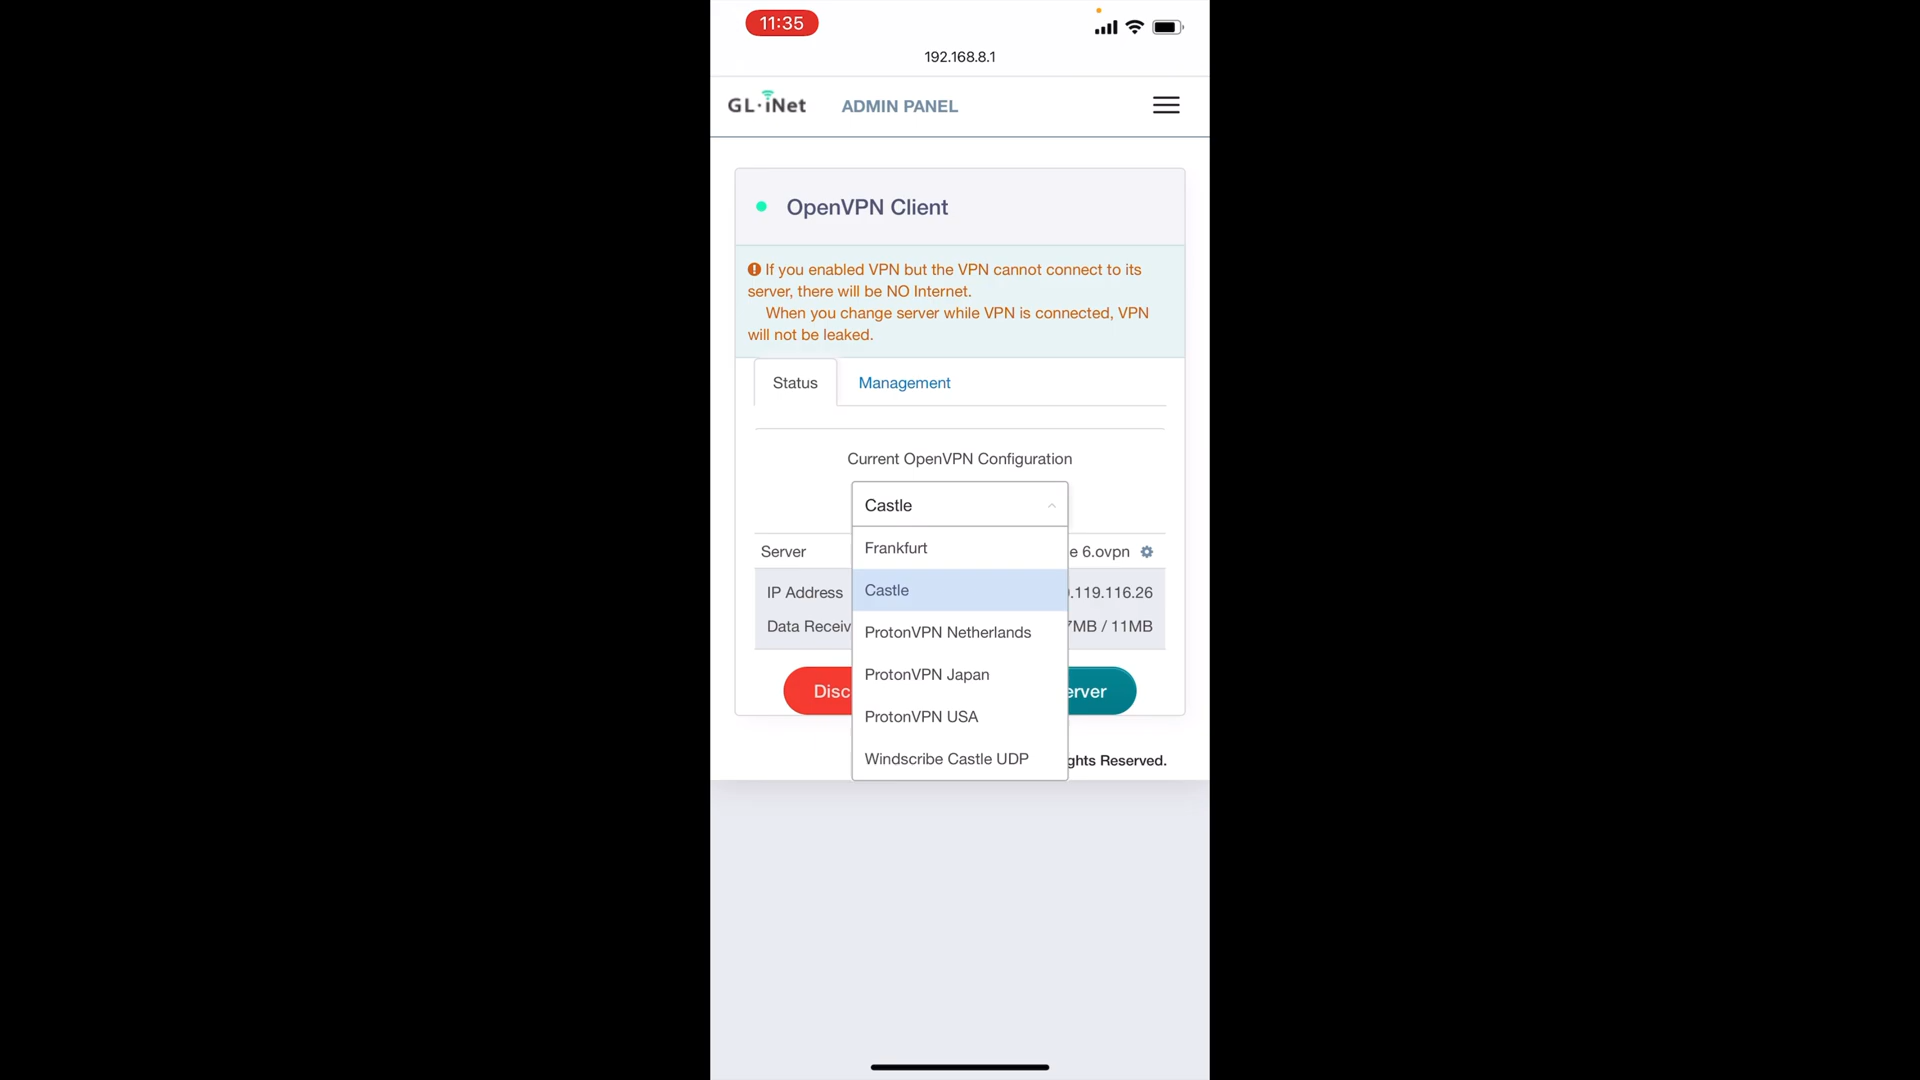 11:35
192.168.8.1
GL·iNet ADMIN PANEL
OpenVPN Client
If you enabled VPN but the VPN cannot connect to its
server, there will be NO Internet.
When you change server while VPN is connected, VPN
will not be leaked.
Status Management
Current OpenVPN Configuration
Castle
Frankfurt
Server e 6.ovpn
Castle
IP Address .119.116.26
Data Receiv 7MB / 11MB
ProtonVPN Netherlands
ProtonVPN Japan
Disc erver
ProtonVPN USA
Windscribe Castle UDP
ghts Reserved.